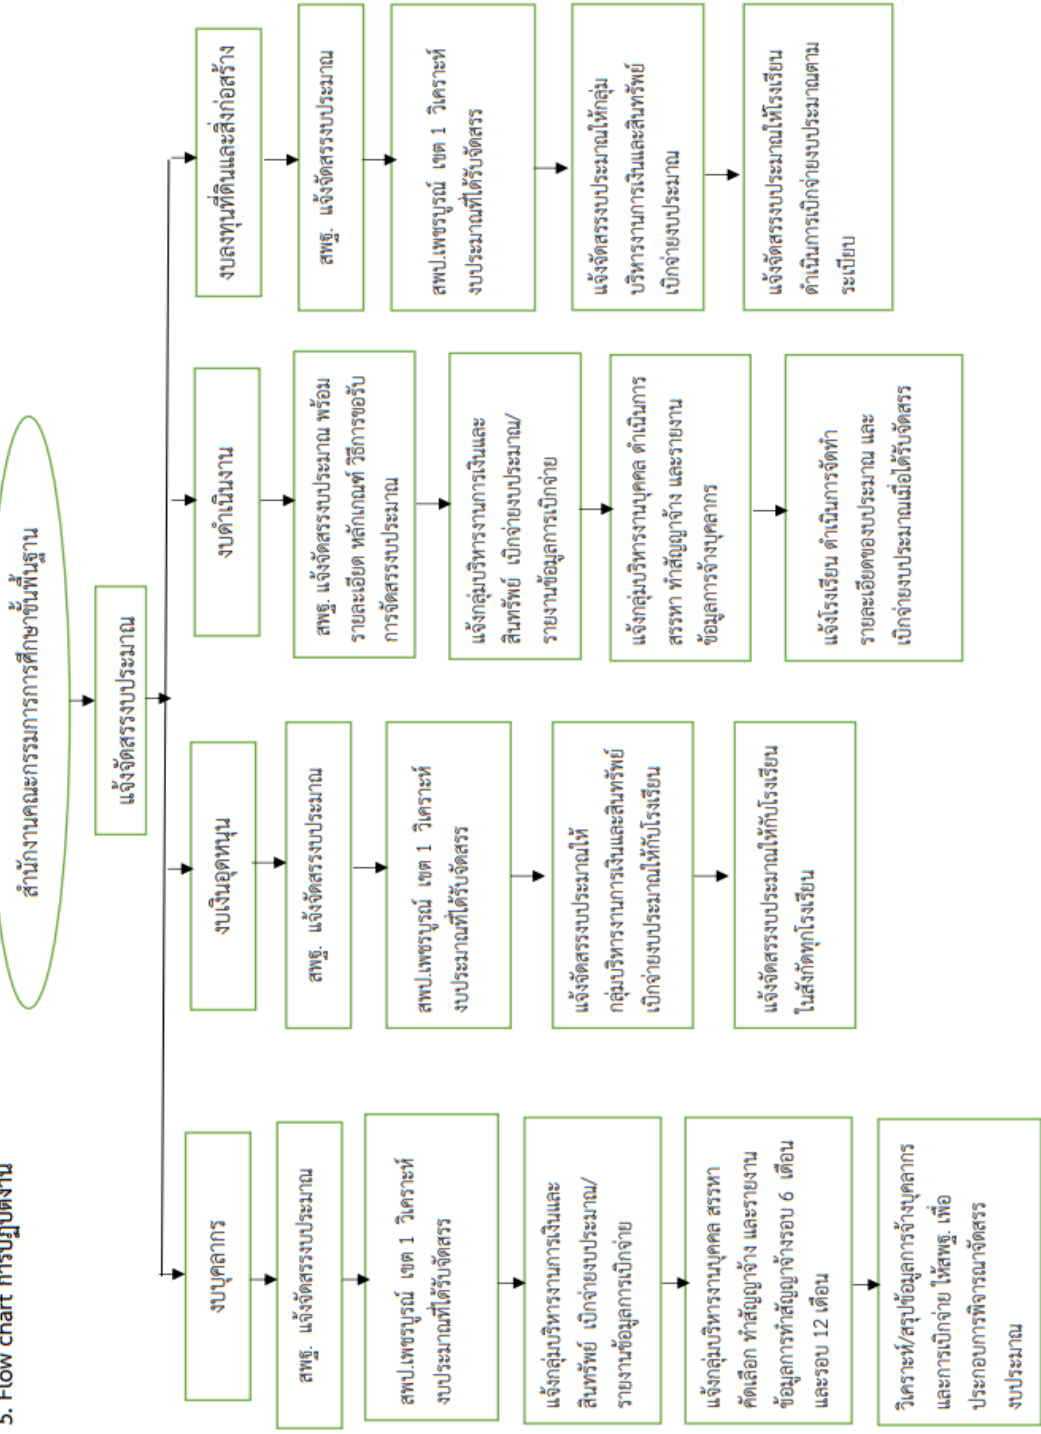 5. Flow chart การปฏิบัติงาน
สำนักงานคณะกรรมการการศึกษาขั้นพื้นฐาน
แจ้งจัดสรรงบประมาณ
งบบุคลากร
สพฐ. แจ้งจัดสรรงบประมาณ
สพป.เพชรบูรณ์ เขต 1 วิเคราะห์
งบประมาณที่ได้รับจัดสรร
แจ้งกลุ่มบริหารงานการเงินและ
สินทรัพย์ เบิกจ่ายงบประมาณ/
รายงานข้อมูลการเบิกจ่าย
แจ้งกลุ่มบริหารงานบุคคล สรรหา
คัดเลือก ทำสัญญาจ้าง และรายงาน
ข้อมูลการทำสัญญาจ้างรอบ 6 เดือน
และรอบ 12 เดือน
วิเคราะห์/สรุปข้อมูลการจ้างบุคลากร
และการเบิกจ่าย ให้สพฐ. เพื่อ
ประกอบการพิจารณาจัดสรร
งบประมาณ
งบเงินอุดหนุน
สพฐ. แจ้งจัดสรรงบประมาณ
สพป.เพชรบูรณ์ เขต 1 วิเคราะห์
งบประมาณที่ได้รับจัดสรร
แจ้งจัดสรรงบประมาณให้
กลุ่มบริหารงานการเงินและสินทรัพย์
เบิกจ่ายงบประมาณให้กับโรงเรียน
แจ้งจัดสรรงบประมาณให้กับโรงเรียน
ในสังกัดทุกโรงเรียน
งบดำเนินงาน
สพฐ. แจ้งจัดสรรงบประมาณ พร้อม
รายละเอียด หลักเกณฑ์ วิธีการขอรับ
การจัดสรรงบประมาณ
แจ้งกลุ่มบริหารงานการเงินและ
สินทรัพย์ เบิกจ่ายงบประมาณ/
รายงานข้อมูลการเบิกจ่าย
แจ้งกลุ่มบริหารงานบุคคล ดำเนินการ
สรรหา ทำสัญญาจ้าง และรายงาน
ข้อมูลการจ้างบุคลากร
แจ้งโรงเรียน ดำเนินการจัดทำ
รายละเอียดของบประมาณ และ
เบิกจ่ายงบประมาณเมื่อได้รับจัดสรร
งบลงทุนที่ดินและสิ่งก่อสร้าง
สพฐ. แจ้งจัดสรรงบประมาณ
สพป.เพชรบูรณ์ เขต 1 วิเคราะห์
งบประมาณที่ได้รับจัดสรร
แจ้งจัดสรรงบประมาณให้กลุ่ม
บริหารงานการเงินและสินทรัพย์
เบิกจ่ายงบประมาณ
แจ้งจัดสรรงบประมาณให้โรงเรียน
ดำเนินการเบิกจ่ายงบประมาณตาม
ระเบียบ